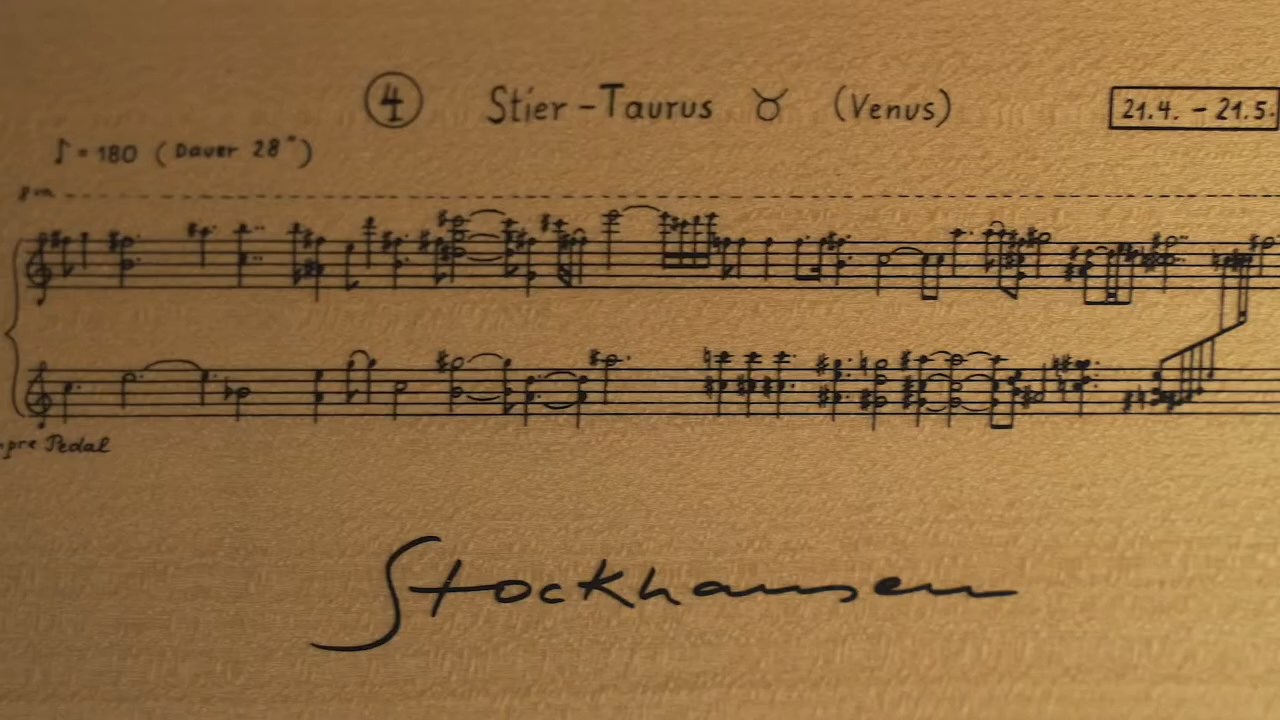 4 Stier - Taurus ♉ (Venus)
21.4. - 21.5.
♪ = 180 (Dauer 28")
8va
pre Pedal
Stockhausen